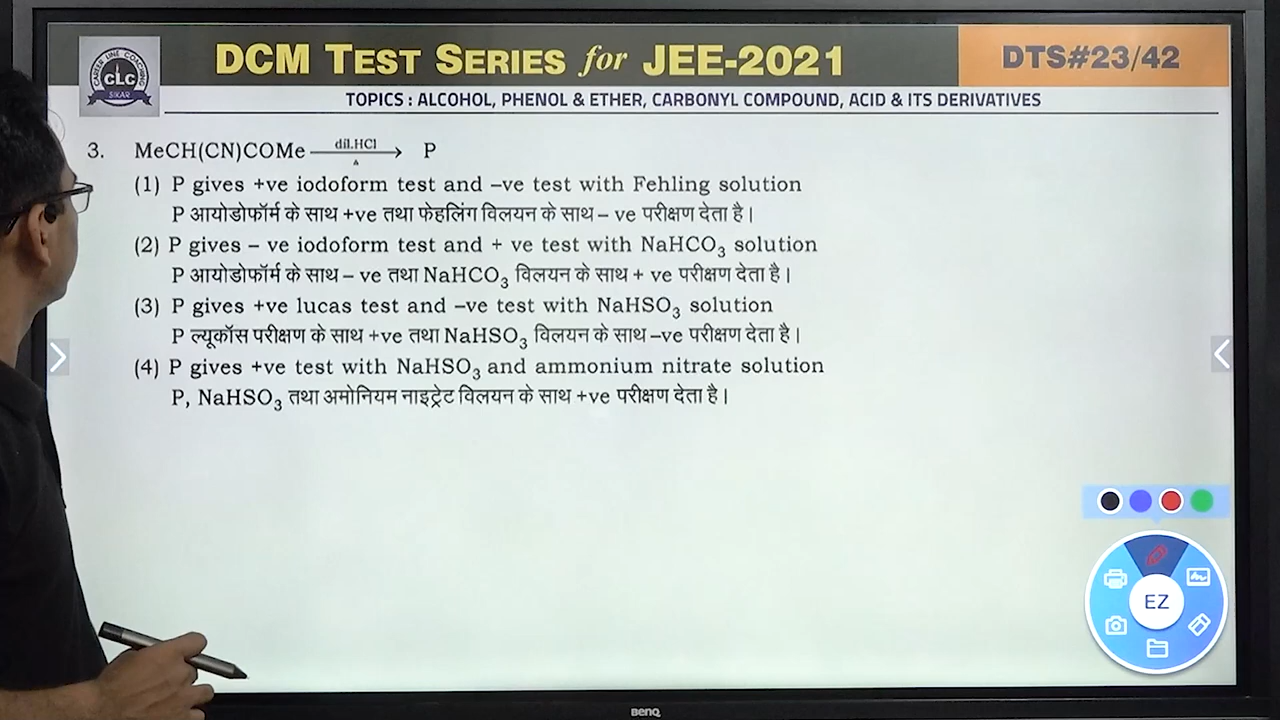 CAREER LINE COACHING
CLC
SIKAR
DCM TEST SERIES for JEE-2021
DTS#23/42
TOPICS : ALCOHOL, PHENOL & ETHER, CARBONYL COMPOUND, ACID & ITS DERIVATIVES
3. MeCH(CN)COMe dil.HCl Δ → P
(1) P gives +ve iodoform test and –ve test with Fehling solution
P आयोडोफॉर्म के साथ +ve तथा फेहलिंग विलयन के साथ – ve परीक्षण देता है।
(2) P gives – ve iodoform test and + ve test with NaHCO₃ solution
P आयोडोफॉर्म के साथ – ve तथा NaHCO₃ विलयन के साथ + ve परीक्षण देता है।
(3) P gives +ve lucas test and –ve test with NaHSO₃ solution
P ल्यूकॉस परीक्षण के साथ +ve तथा NaHSO₃ विलयन के साथ –ve परीक्षण देता है।
(4) P gives +ve test with NaHSO₃ and ammonium nitrate solution
P, NaHSO₃ तथा अमोनियम नाइट्रेट विलयन के साथ +ve परीक्षण देता है।
EZ
BenQ